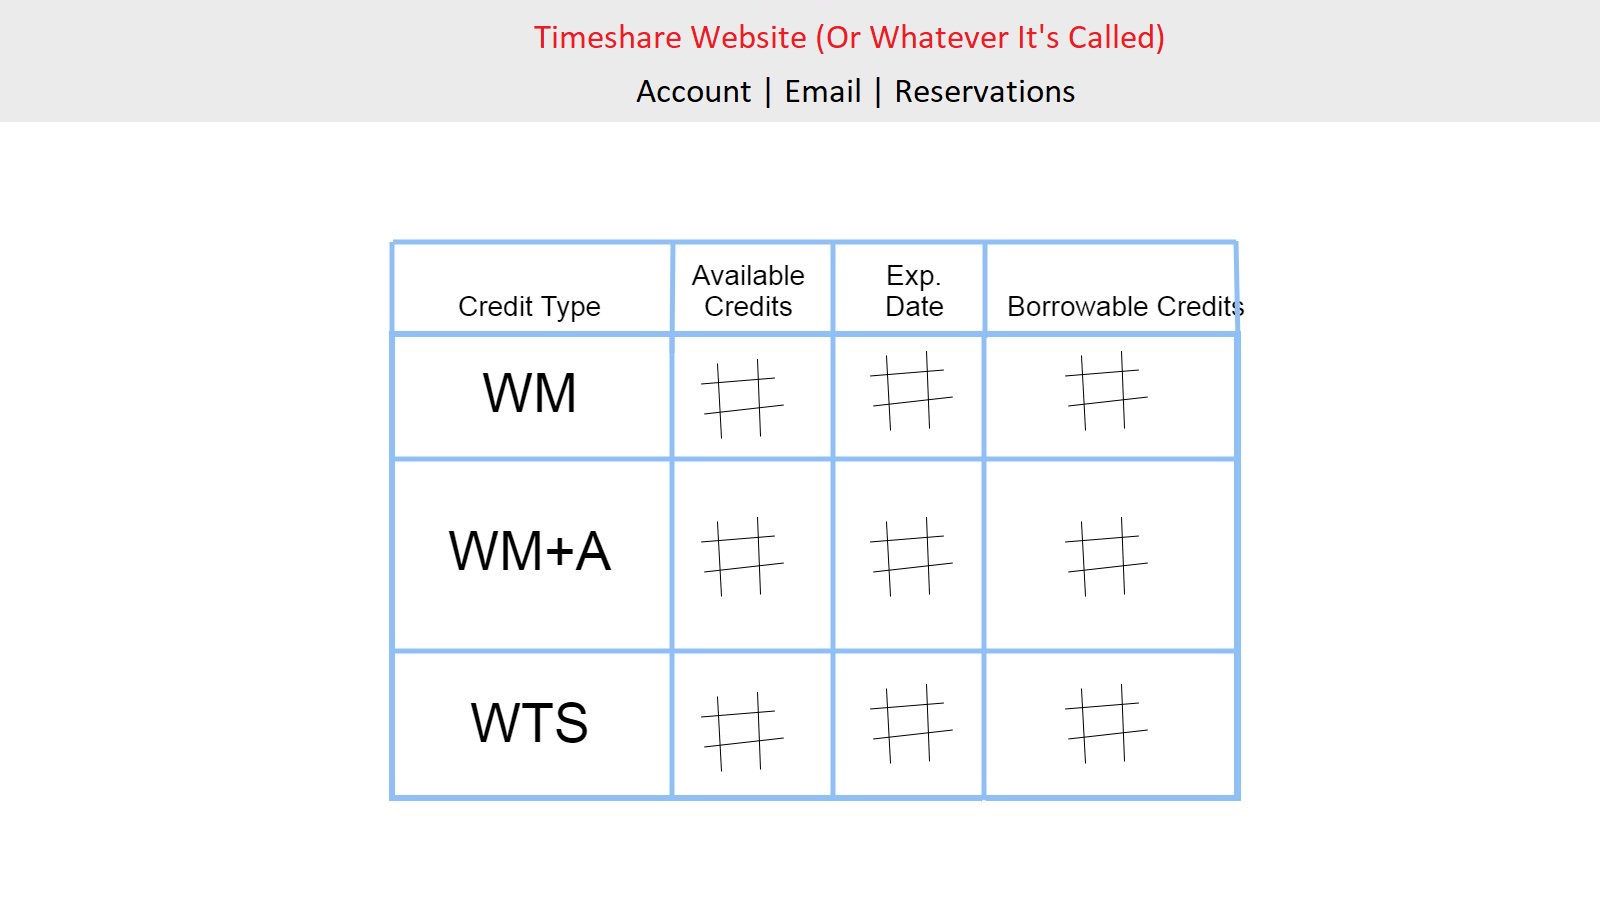 Timeshare Website (Or Whatever It's Called)
Account | Email | Reservations
Credit Type
Available
Credits
Exp.
Date
Borrowable Credits
WM
# # #
WM+A
# # #
WTS
# # #